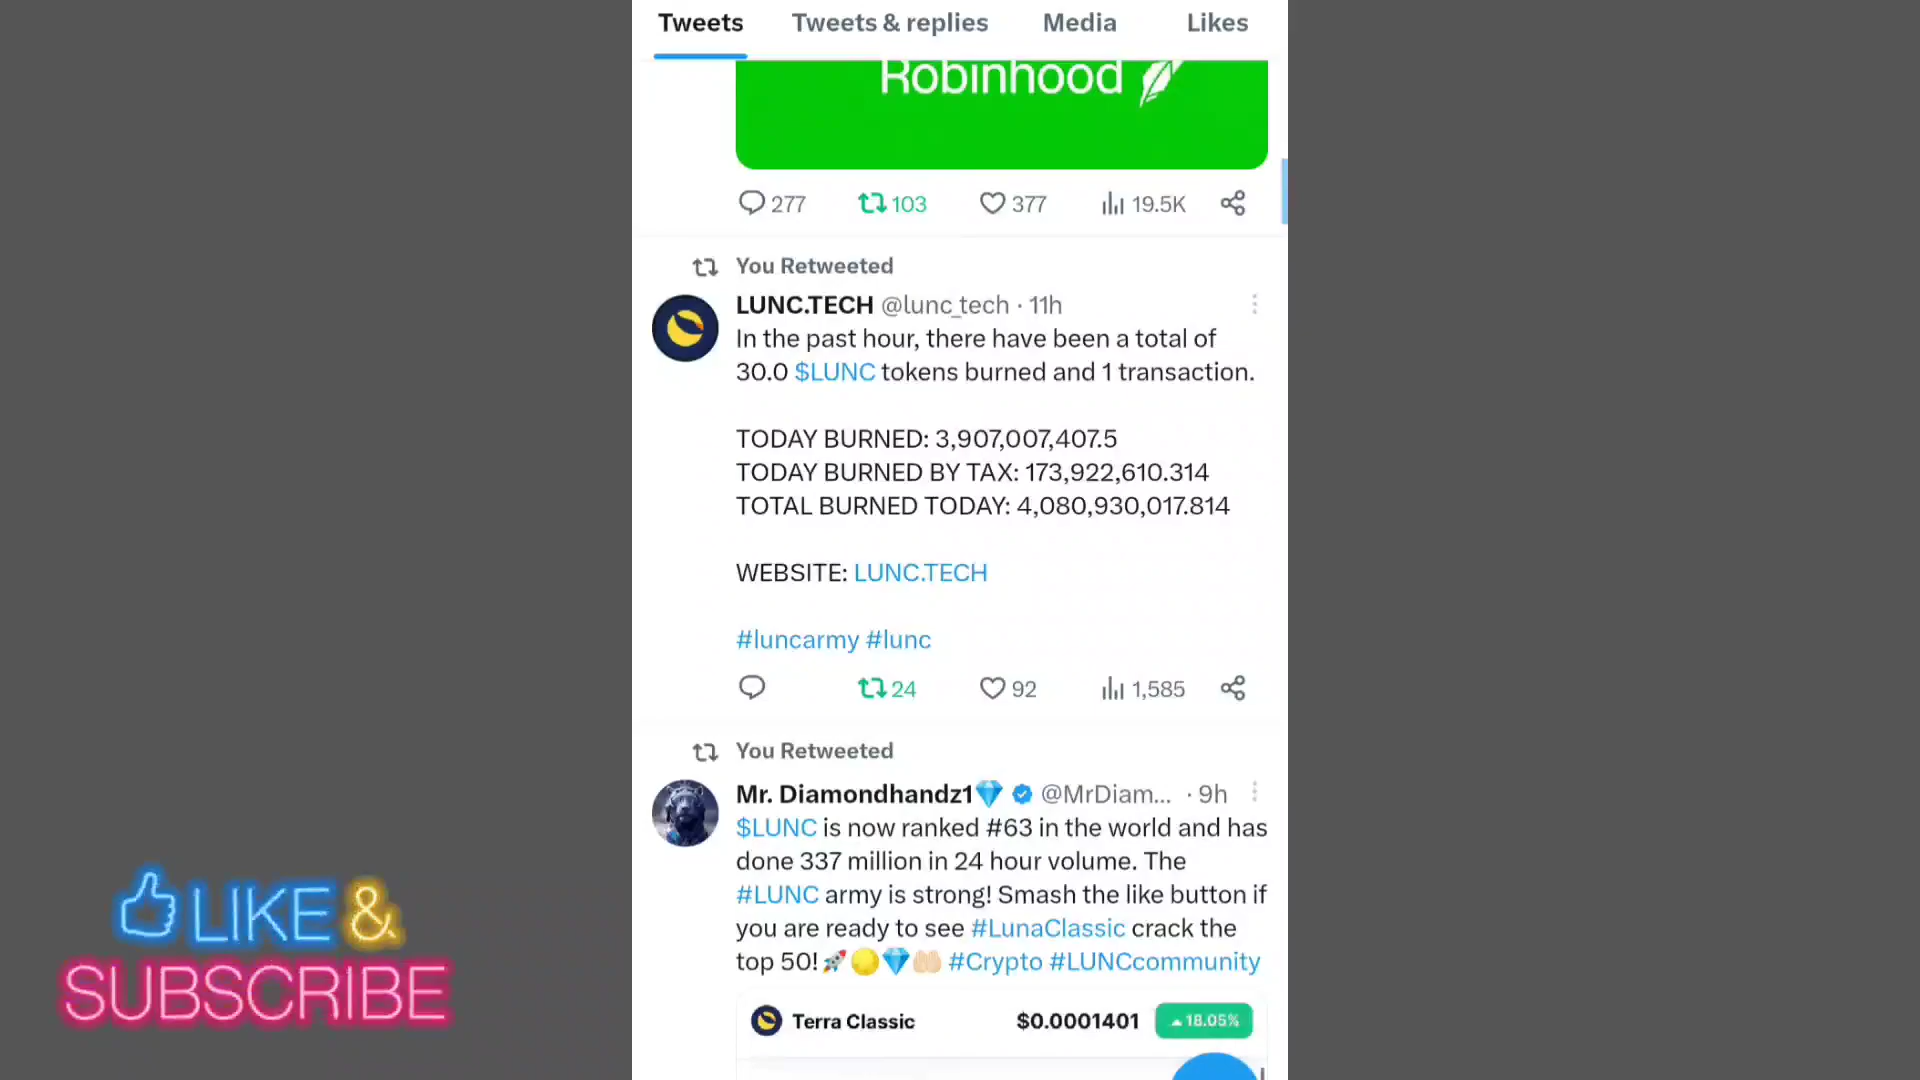 Tweets Tweets & replies Media Likes
Robinhood
277 103 377 19.5K
You Retweeted
LUNC.TECH @lunc_tech · 11h
In the past hour, there have been a total of
30.0 $LUNC tokens burned and 1 transaction.
TODAY BURNED: 3,907,007,407.5
TODAY BURNED BY TAX: 173,922,610.314
TOTAL BURNED TODAY: 4,080,930,017.814
WEBSITE: LUNC.TECH
#luncarmy #lunc
24 92 1,585
You Retweeted
Mr. Diamondhandz1💎 @MrDiam... · 9h
$LUNC is now ranked #63 in the world and has
done 337 million in 24 hour volume. The
#LUNC army is strong! Smash the like button if
you are ready to see #LunaClassic crack the
top 50!🚀🌕💎🤲🏻 #Crypto #LUNCcommunity
Terra Classic $0.0001401 18.05%
LIKE &
SUBSCRIBE